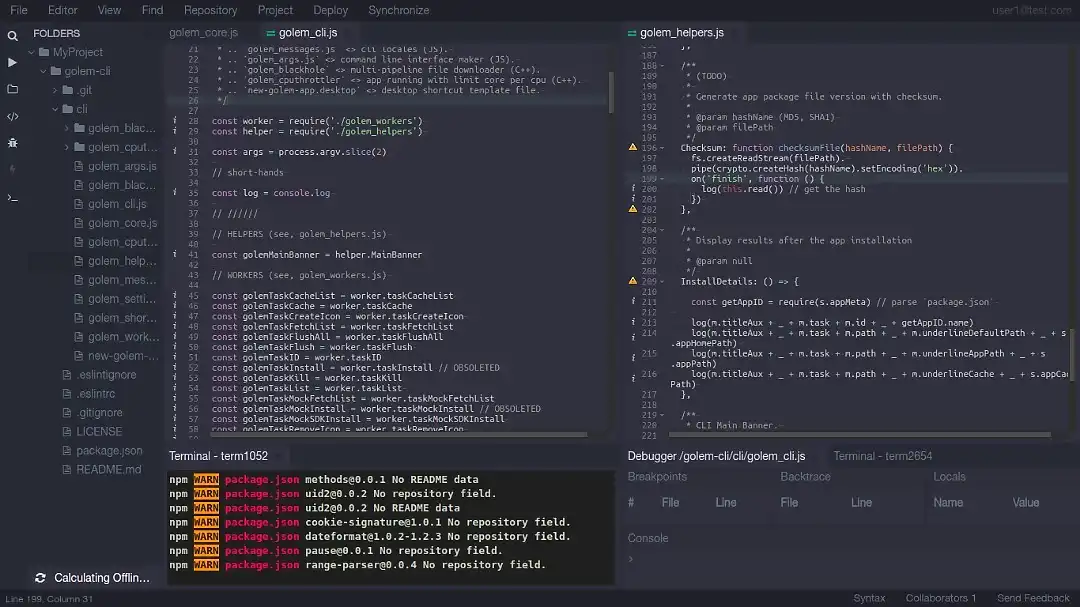 File Editor View Find Repository Project Deploy Synchronize user1@test.com
FOLDERS
MyProject
golem-cli
.git
cli
golem_blac...
golem_cput...
golem_args.js
golem_blac...
golem_cli.js
golem_core.js
golem_cput...
golem_help...
golem_mes...
golem_setti...
golem_shor...
golem_work...
new-golem-...
.eslintignore
.eslintrc
.gitignore
LICENSE
package.json
README.md
Calculating Offlin...
golem_core.js golem_cli.js
21 * .. `golem_messages.js` <> cli locales (JS).
22 * .. `golem_args.js` <> command line interface maker (JS).
23 * .. `golem_blackhole` <> multi-pipeline file downloader (C++).
24 * .. `golem_cputhrottler` <> app running with limit core per cpu (C++).
25 * .. `new-golem-app.desktop` <> desktop shortcut template file.
26 */
27
28 const worker = require('./golem_workers')
29 const helper = require('./golem_helpers')
30
31 const args = process.argv.slice(2)
32
33 // short-hands
34
35 const log = console.log
36
37 // //////
38
39 // HELPERS (see, golem_helpers.js)
40
41 const golemMainBanner = helper.MainBanner
42
43 // WORKERS (see, golem_workers.js)
44
45 const golemTaskCacheList = worker.taskCacheList
46 const golemTaskCache = worker.taskCache
47 const golemTaskCreateIcon = worker.taskCreateIcon
48 const golemTaskFetchList = worker.taskFetchList
49 const golemTaskFlushAll = worker.taskFlushAll
50 const golemTaskFlush = worker.taskFlush
51 const golemTaskID = worker.taskID
52 const golemTaskInstall = worker.taskInstall // OBSOLETED
53 const golemTaskKill = worker.taskKill
54 const golemTaskList = worker.taskList
55 const golemTaskMockFetchList = worker.taskMockFetchList
56 const golemTaskMockInstall = worker.taskMockInstall // OBSOLETED
57 const golemTaskMockSDKInstall = worker.taskMockSDKInstall
58 const golemTaskRemoveIcon = worker.taskRemoveIcon
golem_helpers.js
187 },
188 /**
189 * (TODO)
190 *
191 * Generate app package file version with checksum.
192 *
193 * @param hashName (MD5, SHA1)
194 * @param filePath
195 */
196 Checksum: function checksumFile(hashName, filePath) {
197 fs.createReadStream(filePath).
198 pipe(crypto.createHash(hashName).setEncoding('hex')).
199 on('finish', function () {
200 log(this.read()) // get the hash
201 })
202 },
203
204 /**
205 * Display results after the app installation
206 *
207 * @param null
208 */
209 InstallDetails: () => {
210
211 const getAppID = require(s.appMeta) // parse `package.json`
212
213 log(m.titleAux + _ + m.task + m.id + _ + getAppID.name)
214 log(m.titleAux + _ + m.task + m.path + _ + m.underlineDefaultPath + _ + s
.appHomePath)
215 log(m.titleAux + _ + m.task + m.path + _ + m.underlineAppPath + _ + s
.appPath)
216 log(m.titleAux + _ + m.task + m.path + _ + m.underlineCache + _ + s.appCac
Path)
217 },
218
219 /**
220 * CLI Main Banner.
221
Terminal - term1052
npm WARN package.json methods@0.0.1 No README data
npm WARN package.json uid2@0.0.2 No repository field.
npm WARN package.json uid2@0.0.2 No README data
npm WARN package.json cookie-signature@1.0.1 No repository field.
npm WARN package.json dateformat@1.0.2-1.2.3 No repository field.
npm WARN package.json pause@0.0.1 No repository field.
npm WARN package.json range-parser@0.0.4 No repository field.
Debugger /golem-cli/cli/golem_cli.js Terminal - term2654
Breakpoints Backtrace Locals
# File Line File Line Name Value
Console
›
Line 199, Column 31 Syntax Collaborators 1 Send Feedback